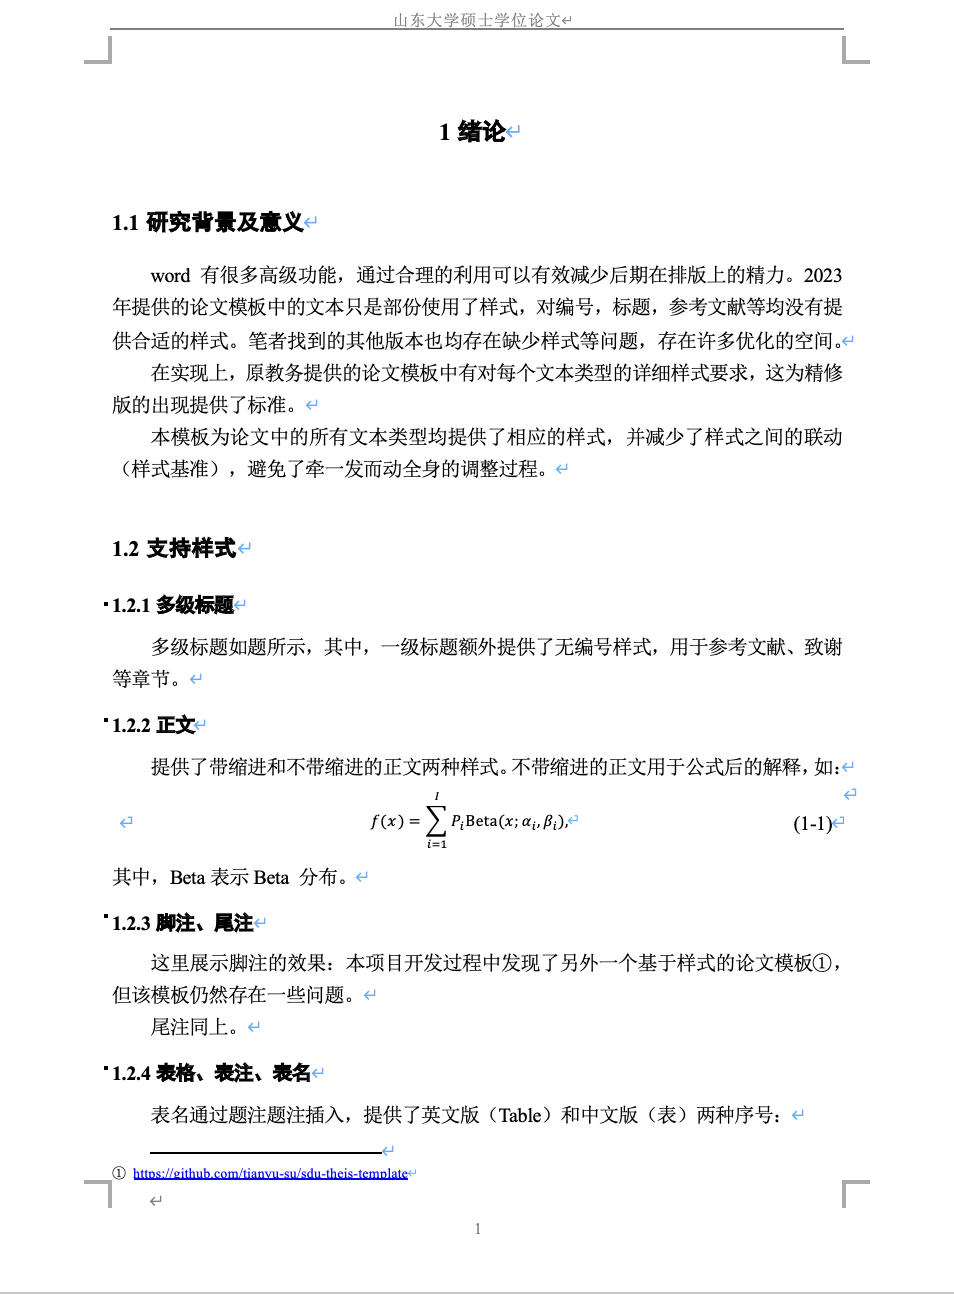 山东大学硕士学位论文
1 绪论
1.1 研究背景及意义
word 有很多高级功能，通过合理的利用可以有效减少后期在排版上的精力。2023
年提供的论文模板中的文本只是部份使用了样式，对编号，标题，参考文献等均没有提
供合适的样式。笔者找到的其他版本也均存在缺少样式等问题，存在许多优化的空间。
在实现上，原教务提供的论文模板中有对每个文本类型的详细样式要求，这为精修
版的出现提供了标准。
本模板为论文中的所有文本类型均提供了相应的样式，并减少了样式之间的联动
（样式基准），避免了牵一发而动全身的调整过程。
1.2 支持样式
1.2.1 多级标题
多级标题如题所示，其中，一级标题额外提供了无编号样式，用于参考文献、致谢
等章节。
1.2.2 正文
提供了带缩进和不带缩进的正文两种样式。不带缩进的正文用于公式后的解释，如：
f(x) = ∑_{i=1}^{I} P_i Beta(x; α_i, β_i), (1-1)
其中，Beta 表示 Beta 分布。
1.2.3 脚注、尾注
这里展示脚注的效果：本项目开发过程中发现了另外一个基于样式的论文模板①，
但该模板仍然存在一些问题。
尾注同上。
1.2.4 表格、表注、表名
表名通过题注题注插入，提供了英文版（Table）和中文版（表）两种序号：
① https://github.com/tianyu-su/sdu-theis-template
1